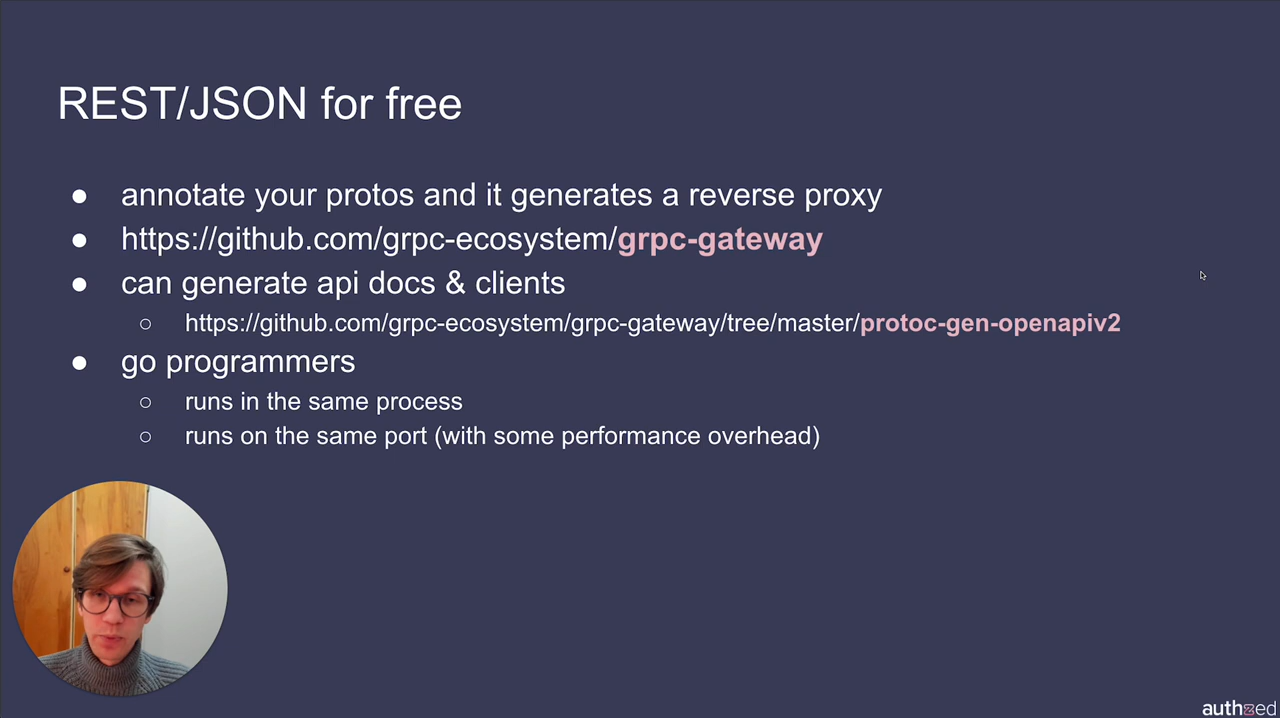 REST/JSON for free
● annotate your protos and it generates a reverse proxy
● https://github.com/grpc-ecosystem/grpc-gateway
● can generate api docs & clients
○ https://github.com/grpc-ecosystem/grpc-gateway/tree/master/protoc-gen-openapiv2
● go programmers
○ runs in the same process
○ runs on the same port (with some performance overhead)
authzed